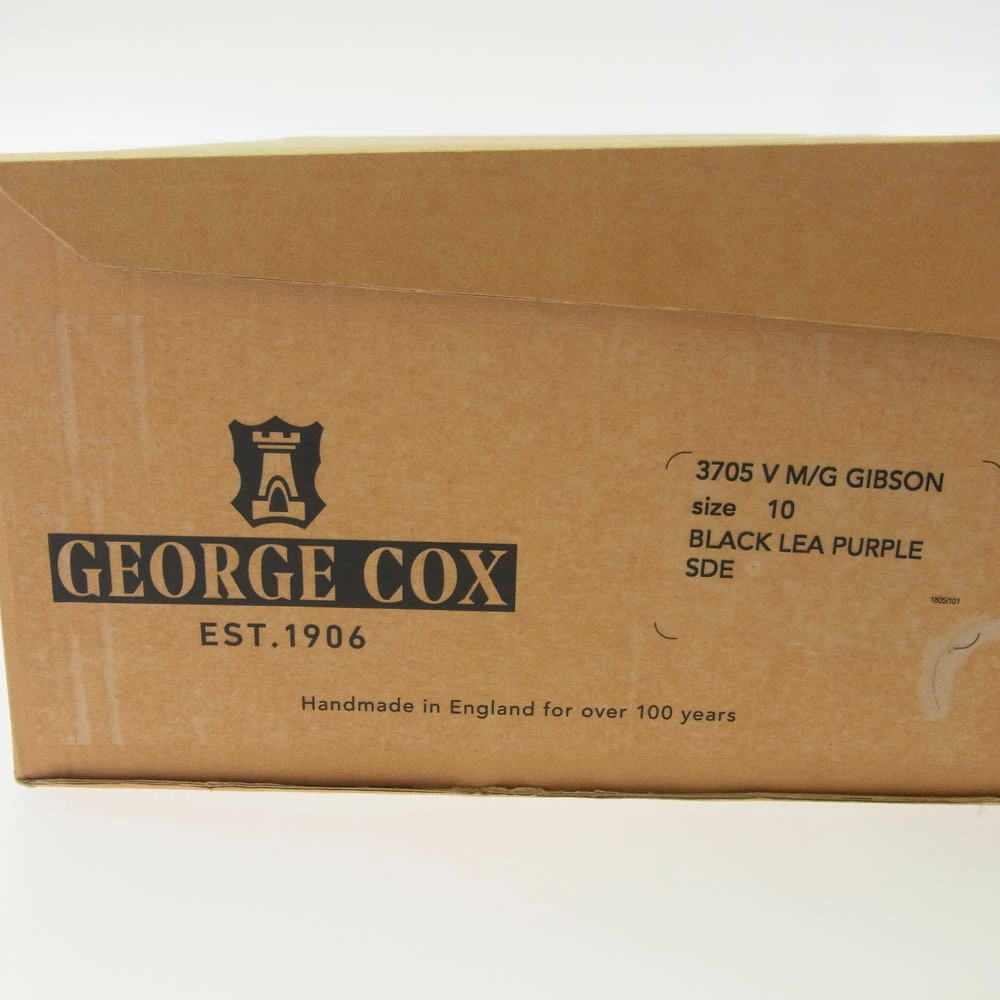 GEORGE COX
EST.1906
Handmade in England for over 100 years
3705 V M/G GIBSON
size 10
BLACK LEA PURPLE
SDE
1805/101